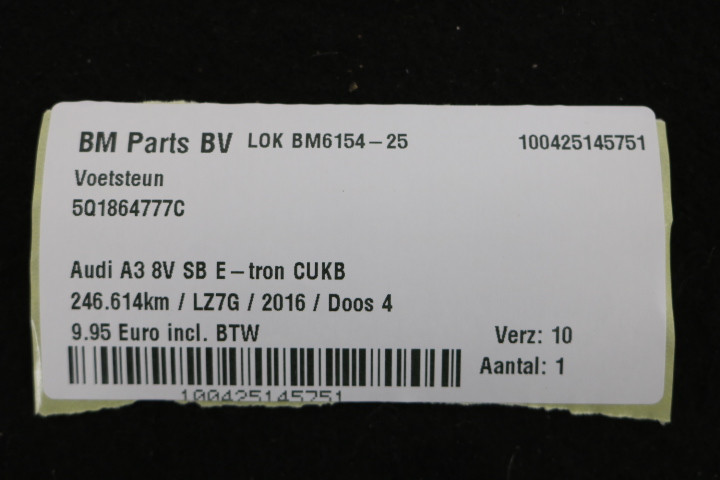 BM Parts BV LOK BM6154-25 100425145751
Voetsteun
5Q1864777C
Audi A3 8V SB E-tron CUKB
246.614km / LZ7G / 2016 / Doos 4
9.95 Euro incl. BTW Verz: 10
Aantal: 1
100425145751